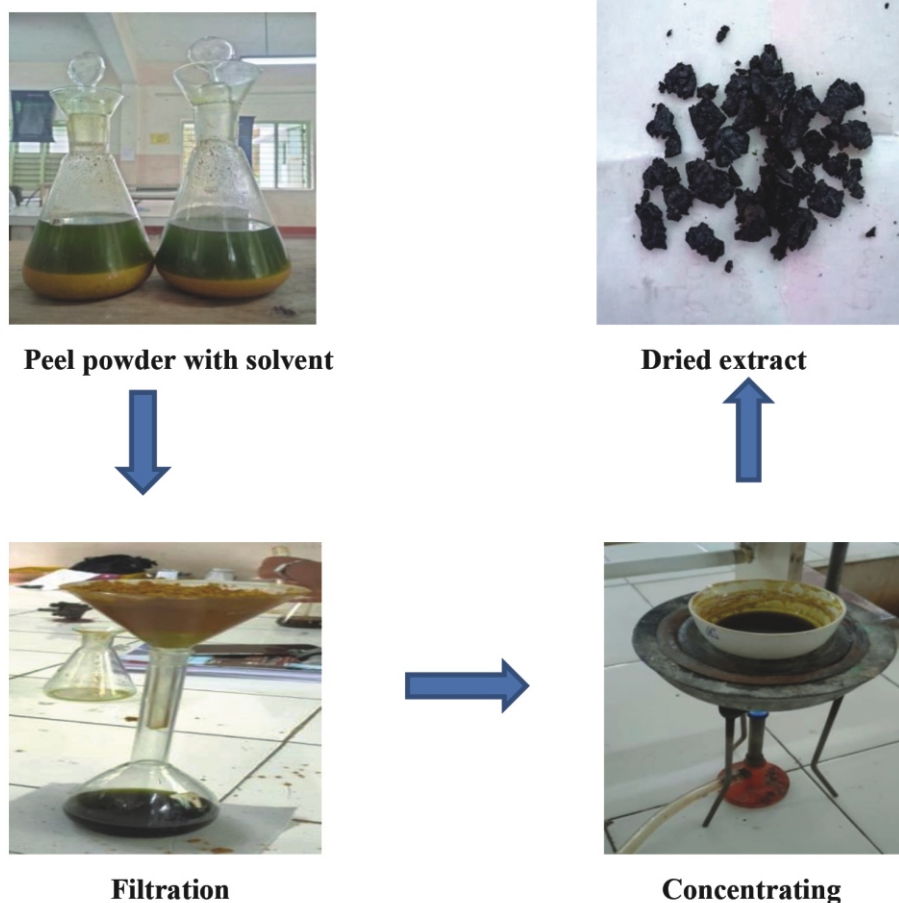 Peel powder with solvent
Dried extract
Filtration
Concentrating